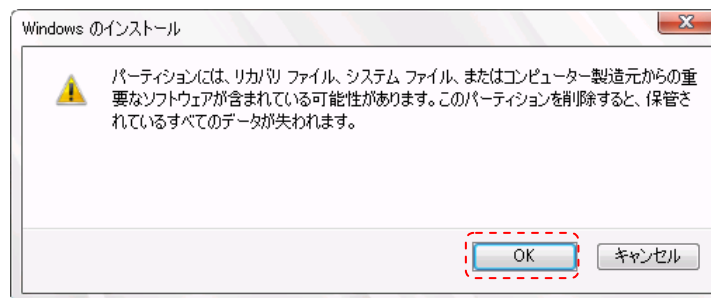 Windows のインストール
パーティションには、リカバリ ファイル、システム ファイル、またはコンピューター製造元からの重
要なソフトウェアが含まれている可能性があります。このパーティションを削除すると、保管さ
れているすべてのデータが失われます。
OK
キャンセル